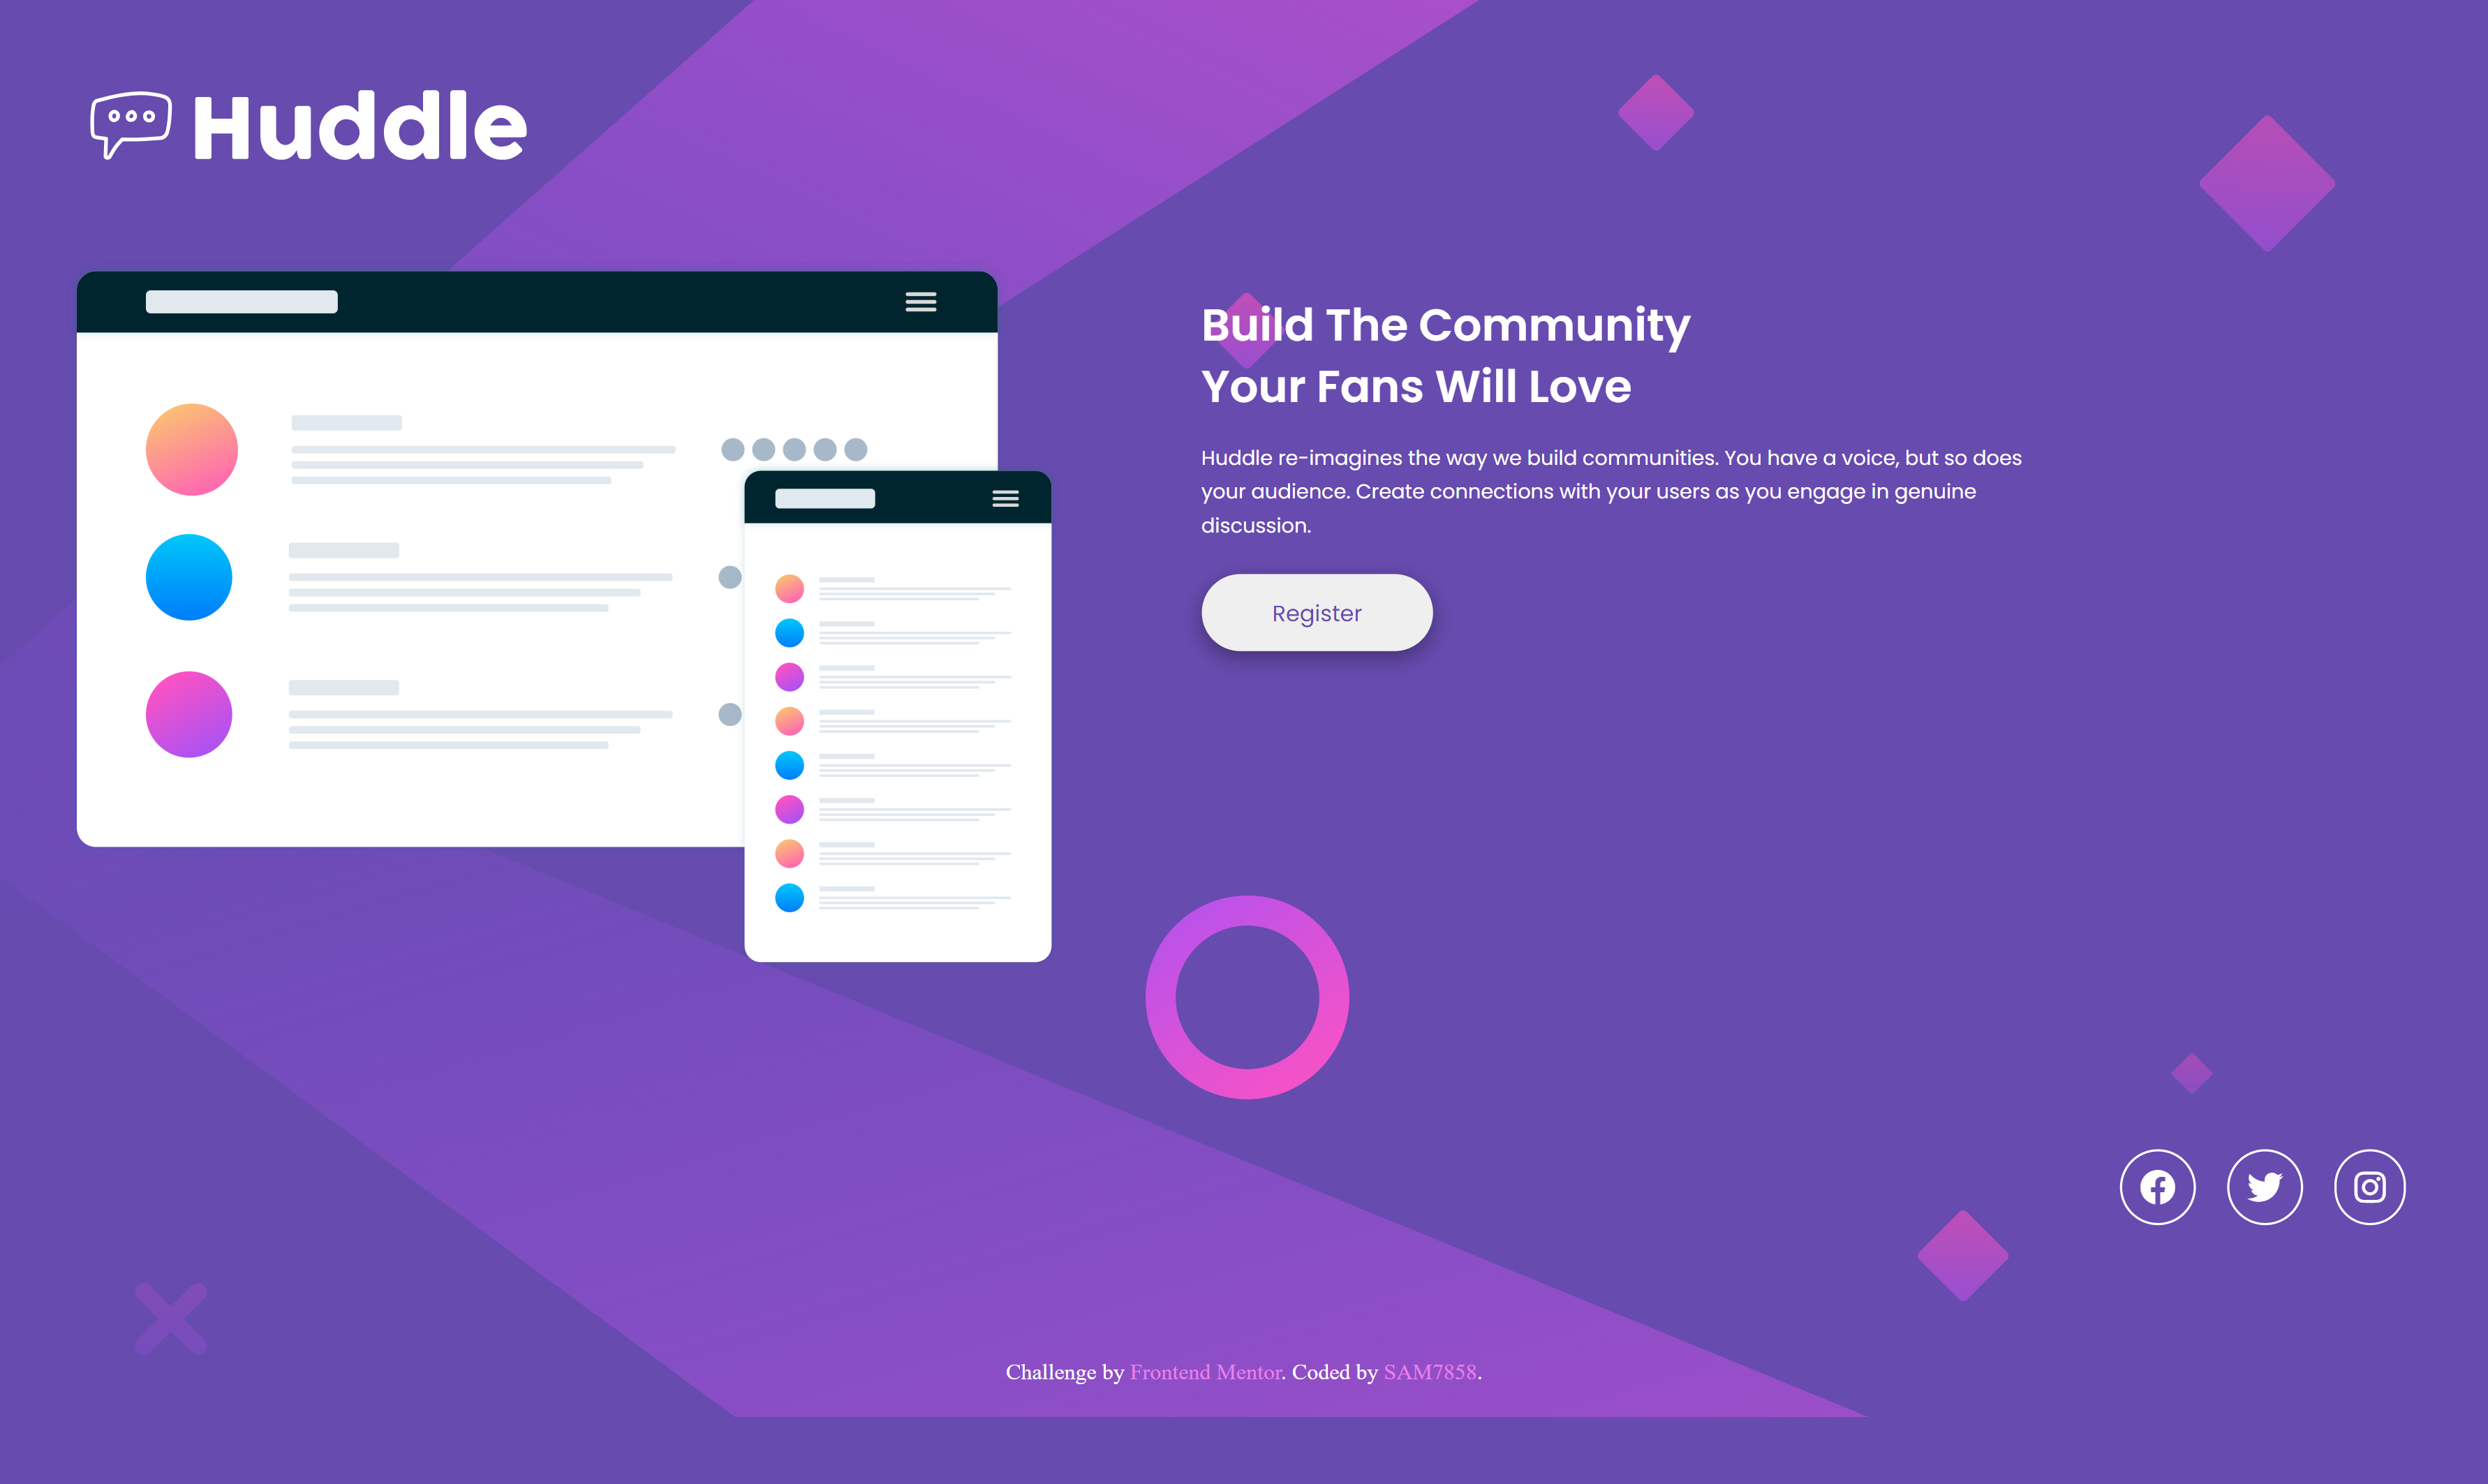 Huddle
Build The Community
Your Fans Will Love
Huddle re-imagines the way we build communities. You have a voice, but so does
your audience. Create connections with your users as you engage in genuine
discussion.
Register
Challenge by Frontend Mentor. Coded by SAM7858.